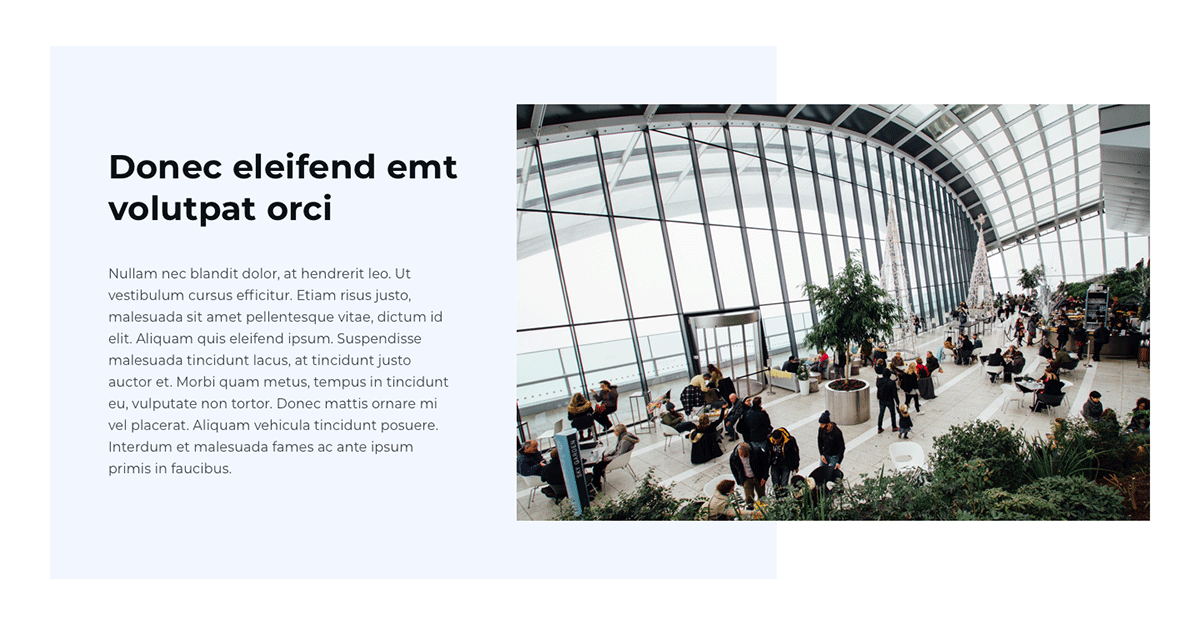 Donec eleifend emt
volutpat orci
Nullam nec blandit dolor, at hendrerit leo. Ut
vestibulum cursus efficitur. Etiam risus justo,
malesuada sit amet pellentesque vitae, dictum id
elit. Aliquam quis eleifend ipsum. Suspendisse
malesuada tincidunt lacus, at tincidunt justo
auctor et. Morbi quam metus, tempus in tincidunt
eu, vulputate non tortor. Donec mattis ornare mi
vel placerat. Aliquam vehicula tincidunt posuere.
Interdum et malesuada fames ac ante ipsum
primis in faucibus.